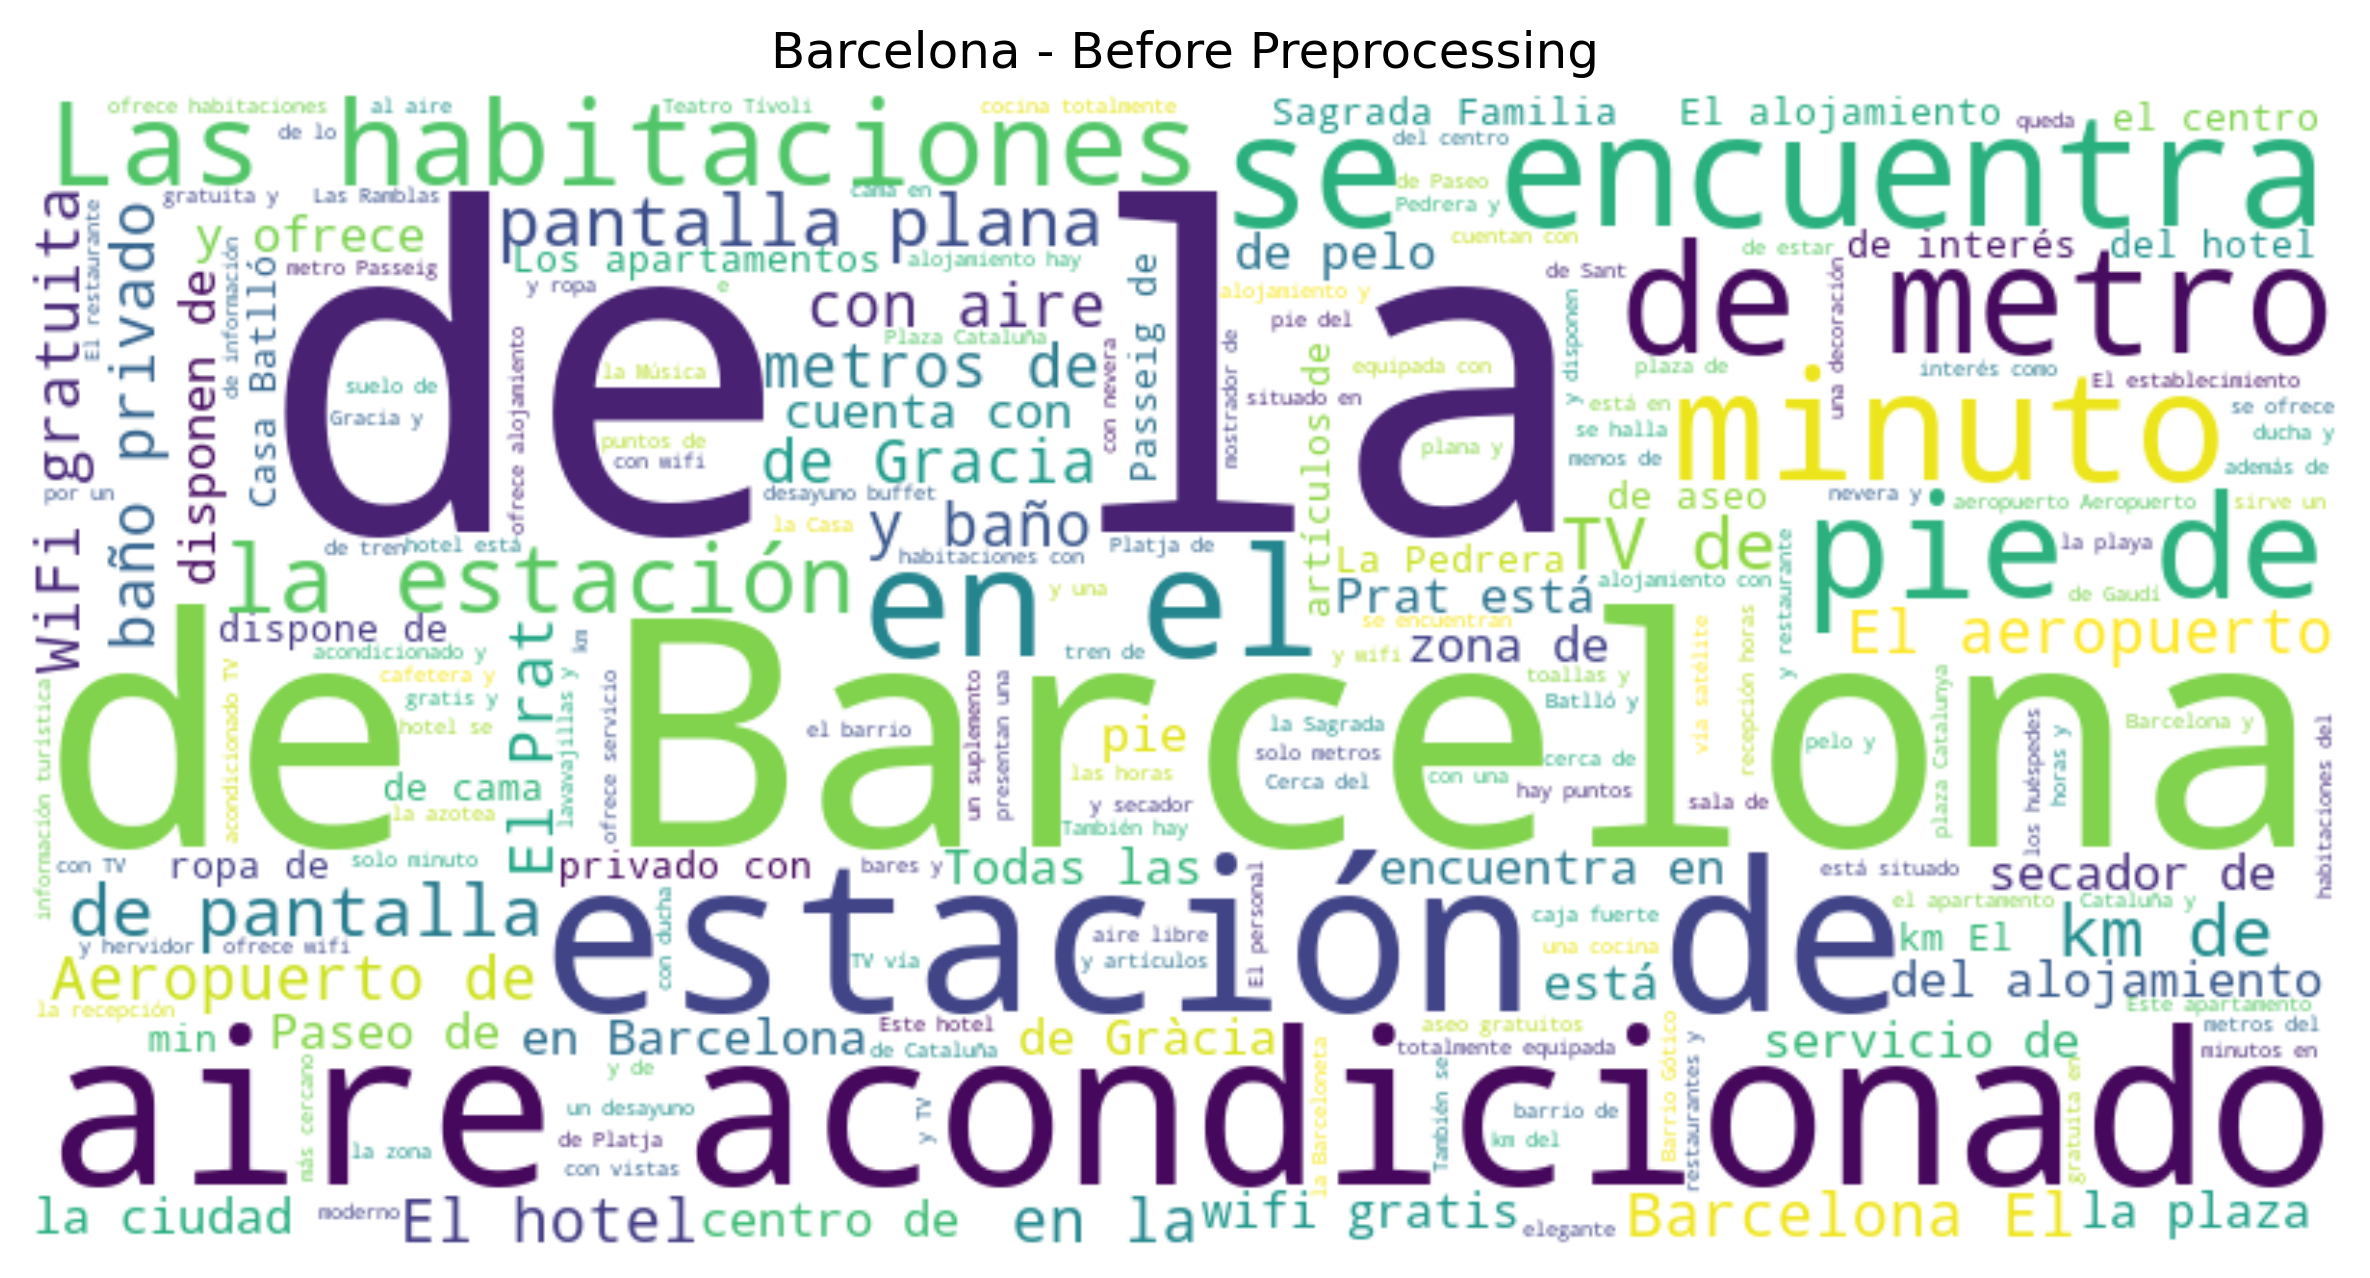 Barcelona - Before Preprocessing
ofrece habitaciones
al aire
Teatro Tívoli
cocina totalmente
Sagrada Familia
El alojamiento
queda
el centro
Las habitaciones
de lo
del centro
se encuentra
gratuita y
Las Ramblas
cama en
de Paseo
Pedrera y
WiFi gratuita
El restaurante
baño privado
y ofrece
pantalla plana
de pelo
cuentan con
de estar
de interés
del hotel
disponen de
de información
Casa Batlló
metro Passeig
Los apartamentos
alojamiento hay
de Sant
de la
y ropa
e
con aire
Passeig de
alojamiento y
pie del
de metro
una decoración
Plaza Cataluña
metros de
la Música
suelo de
Gracia y
ofrece alojamiento
cuenta con
con nevera
mostrador de
situado en
equipada con
artículos de
y disponen
plaza de
interés como
El establecimiento
está en
se halla
menos de
minuto
se ofrece
ducha y
además de
puntos de
con wifi
de Gracia
plana y
por un
desayuno buffet
la Casa
y baño
de aseo
nevera y
aeropuerto Aeropuerto
sirve un
de tren
hotel está
habitaciones con
Platja de
La Pedrera
TV de
pie de
la playa
la estación
en el
y una
Prat está
alojamiento con
y restaurante
de Gaudí
dispone de
El Prat
km
tren de
se encuentran
y wifi
zona de
El aeropuerto
acondicionado y
acondicionado TV
cafetera y
gratis y
hotel se
lavavajillas y
ofrece servicio
de Barcelona
el barrio
un suplemento
presentan una
pie
la Sagrada
solo metros
Cerca del
toallas y
Batlló y
cerca de
vía satélite
recepción horas
pelo y
plaza Catalunya
los huéspedes
horas y
Barcelona y
habitaciones del
información turística
de cama
la azotea
las horas
y secador
También hay
con una
hay puntos
sala de
con TV
ropa de
solo minuto
privado con
bares y
Todas las
encuentra en
está situado
secador de
de pantalla
estación de
con ducha
y hervidor
ofrece wifi
TV vía
aire libre
y artículos
El personal
caja fuerte
una cocina
el apartamento
Cataluña y
km El
km de
Aeropuerto de
está
del alojamiento
la recepción
Este apartamento
min
Paseo de
en Barcelona
Este hotel
de Cataluña
de Gràcia
aseo gratuitos
totalmente equipada
servicio de
metros del
minutos en
aire acondicionado
más cercano
y de
un desayuno
la zona
de Platja
con vistas
y TV
la Barceloneta
También se
barrio de
km del
Barrio Gótico
restaurantes y
gratuita en
la ciudad
moderno
El hotel
centro de
en la
wifi gratis
elegante
Barcelona El
la plaza